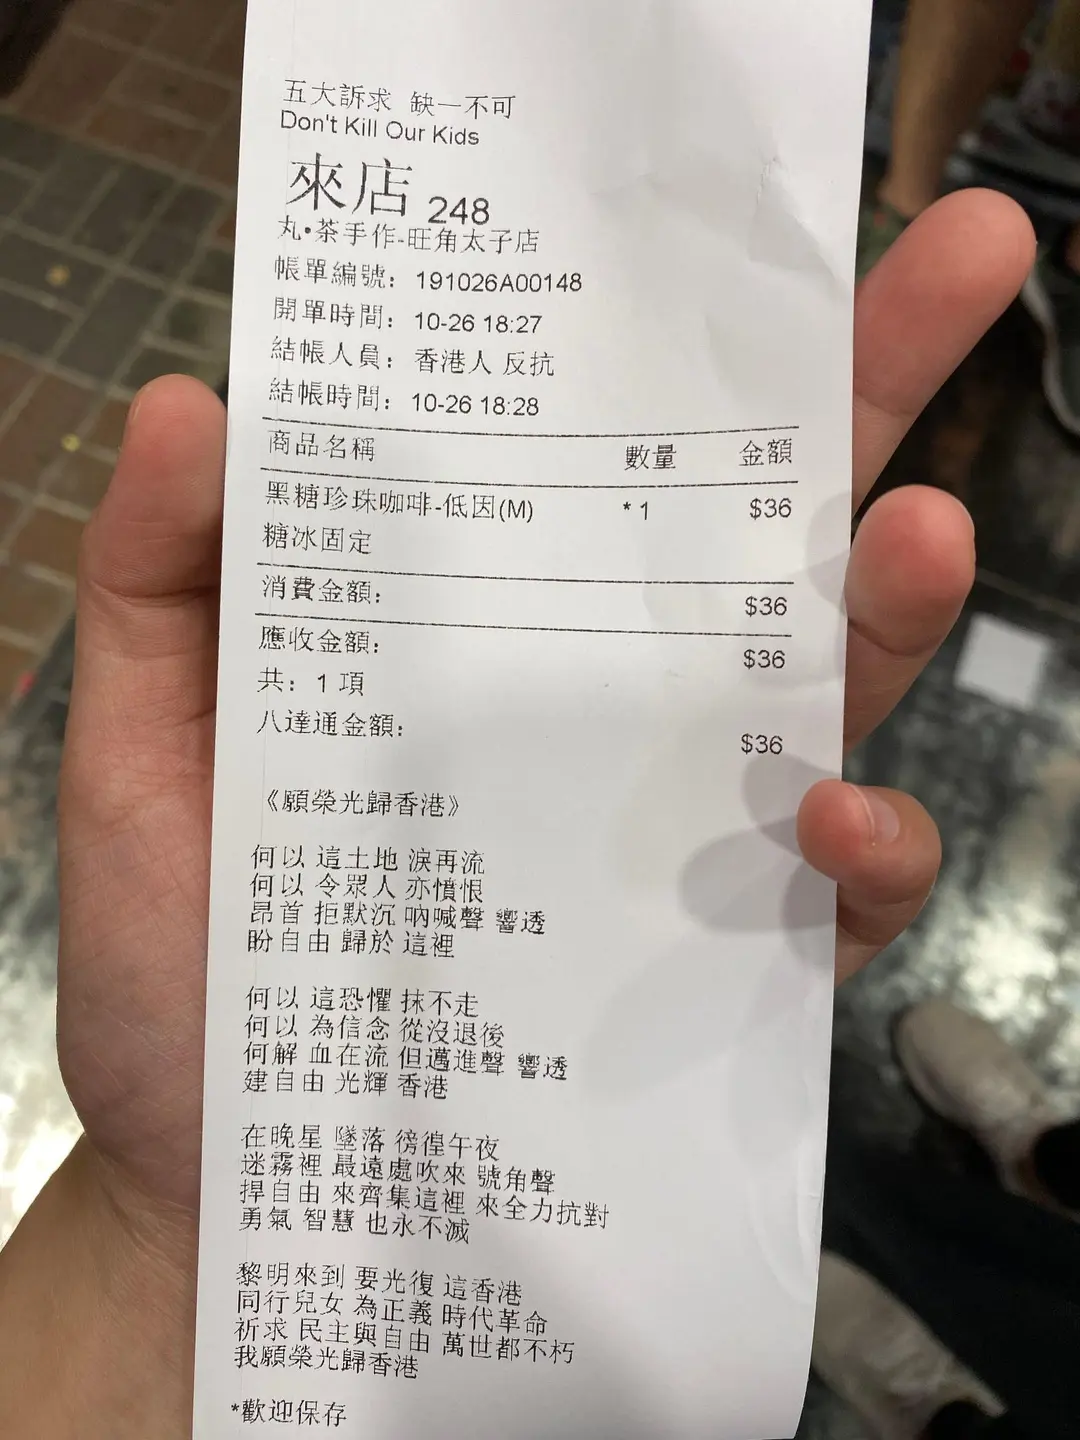 五大訴求 缺一不可
Don't Kill Our Kids
來店 248
丸•茶手作-旺角太子店
帳單編號: 191026A00148
開單時間: 10-26 18:27
結帳人員: 香港人 反抗
結帳時間: 10-26 18:28
商品名稱 數量 金額
黑糖珍珠咖啡-低因(M) *1 $36
糖冰固定
消費金額: $36
應收金額: $36
共: 1 項
八達通金額: $36
《願榮光歸香港》
何以 這土地 淚再流
何以 令眾人 亦憤恨
昂首 拒默沉 吶喊聲 響透
盼自由 歸於 這裡
何以 這恐懼 抹不走
何以 為信念 從沒退後
何解 血在流 但邁進聲 響透
建自由 光輝 香港
在晚星 墜落 徬徨午夜
迷霧裡 最遠處吹來 號角聲
捍自由 來齊集這裡 來全力抗對
勇氣 智慧 也永不滅
黎明來到 要光復 這香港
同行兒女 為正義 時代革命
祈求 民主與自由 萬世都不朽
我願榮光歸香港
*歡迎保存